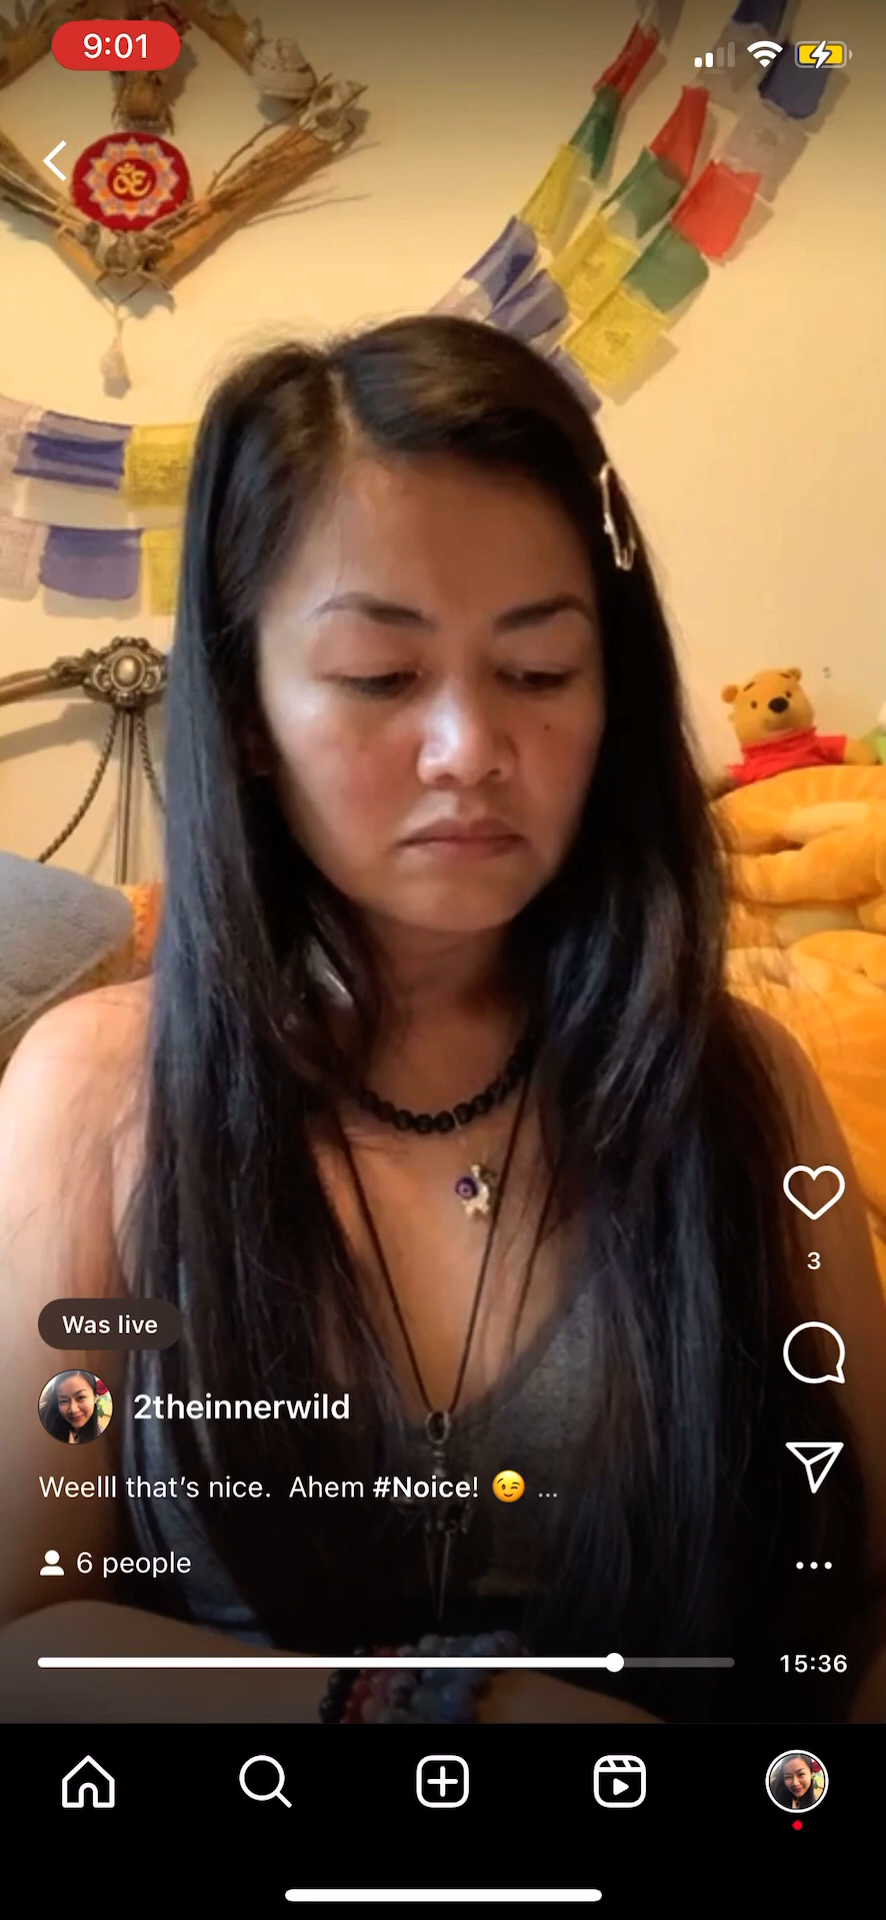 9:01
ॐ
Was live
2theinnerwild
Weelll that’s nice.  Ahem #Noice! 😉 ...
6 people
3
15:36